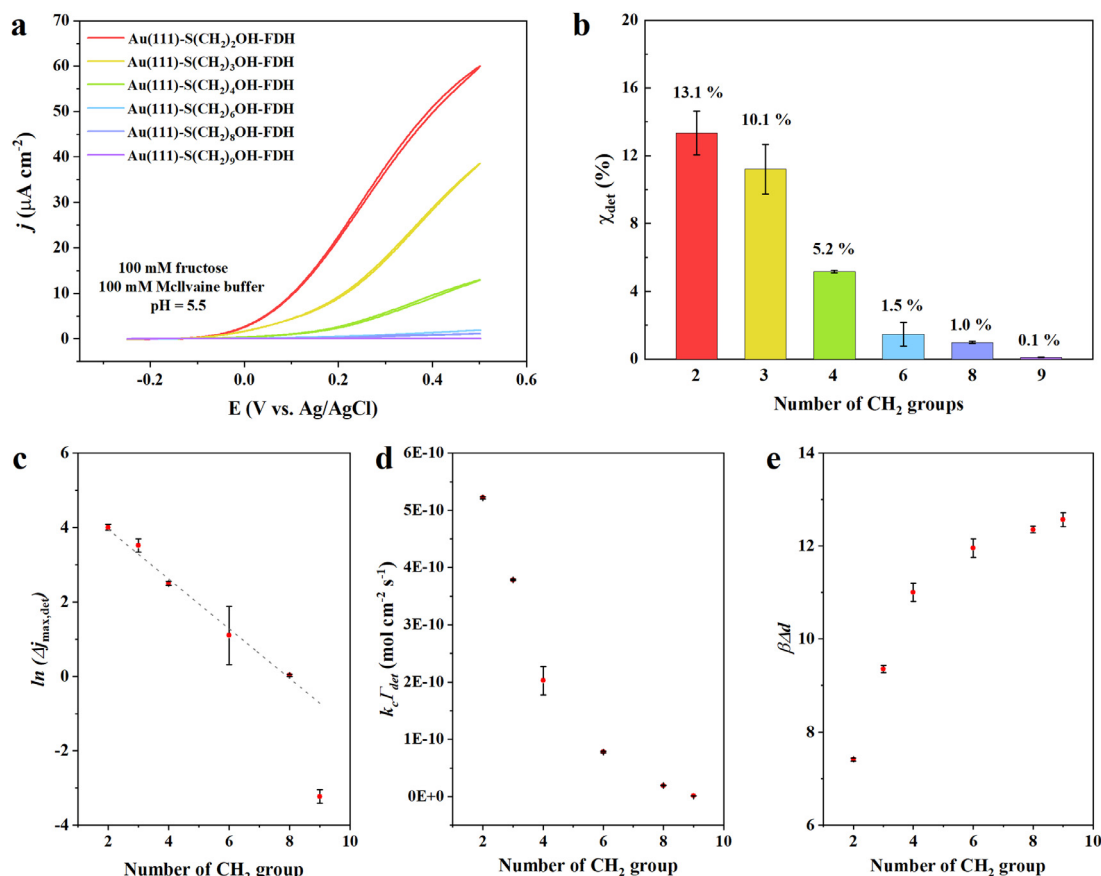 a
70
60
50
40
30
20
10
0
j (μA cm⁻²)
Au(111)-S(CH₂)₂OH-FDH
Au(111)-S(CH₂)₃OH-FDH
Au(111)-S(CH₂)₄OH-FDH
Au(111)-S(CH₂)₆OH-FDH
Au(111)-S(CH₂)₈OH-FDH
Au(111)-S(CH₂)₉OH-FDH
100 mM fructose
100 mM McIlvaine buffer
pH = 5.5
-0.2 0.0 0.2 0.4 0.6
E (V vs. Ag/AgCl)
b
20
16
12
8
4
0
χdet (%)
13.1 %
10.1 %
5.2 %
1.5 %
1.0 %
0.1 %
2 3 4 6 8 9
Number of CH₂ groups
c
6
4
2
0
-2
-4
ln (Δjmax,det)
2 4 6 8 10
Number of CH₂ group
d
6E-10
5E-10
4E-10
3E-10
2E-10
1E-10
0E+0
kcΓdet (mol cm⁻² s⁻¹)
2 4 6 8 10
Number of CH₂ group
e
14
12
10
8
6
βΔd
2 4 6 8 10
Number of CH₂ group